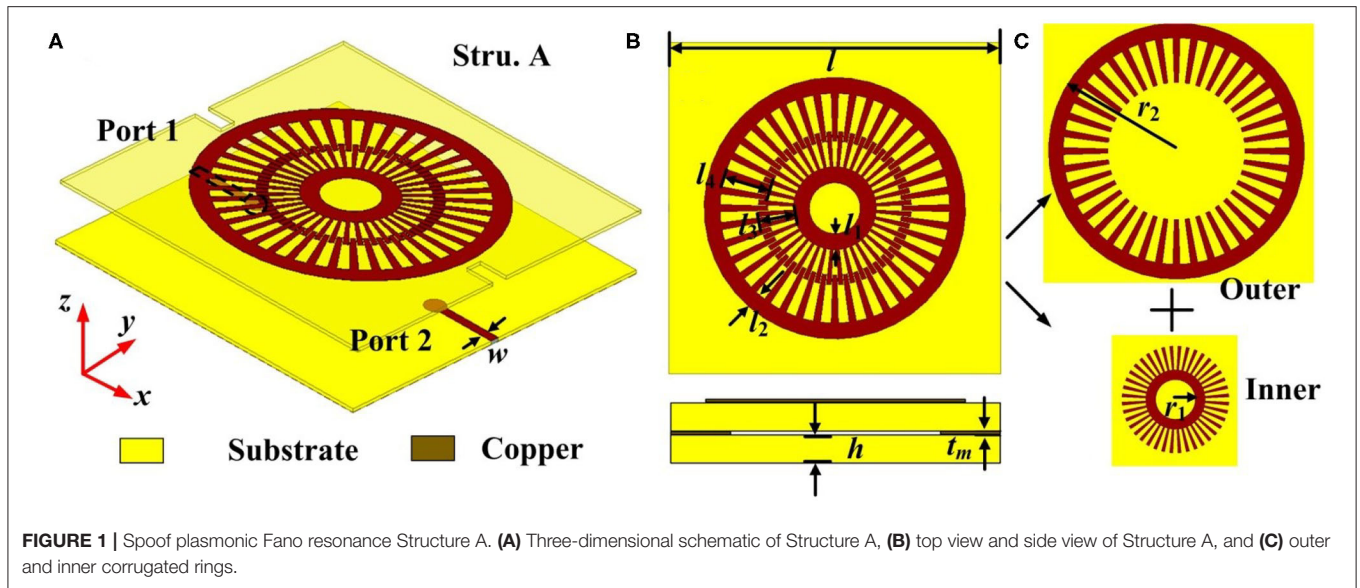 A
Stru. A
Port 1
Port 2
w
z
y
x
Substrate
Copper
B
l
l4
l3
l1
l2
h
tm
C
r2
Outer
+
Inner
r1
FIGURE 1 | Spoof plasmonic Fano resonance Structure A. (A) Three-dimensional schematic of Structure A, (B) top view and side view of Structure A, and (C) outer
and inner corrugated rings.